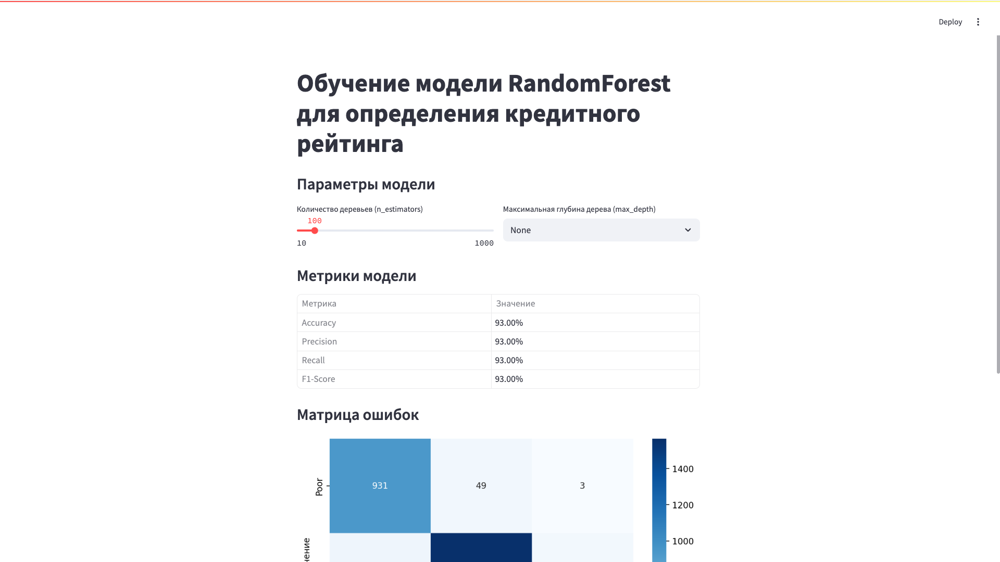 Deploy
Обучение модели RandomForest
для определения кредитного
рейтинга
Параметры модели
Количество деревьев (n_estimators)
100
10
1000
Максимальная глубина дерева (max_depth)
None
Метрики модели
Метрика
Значение
Accuracy
93.00%
Precision
93.00%
Recall
93.00%
F1-Score
93.00%
Матрица ошибок
Poor
931
49
3
1400
1200
1000